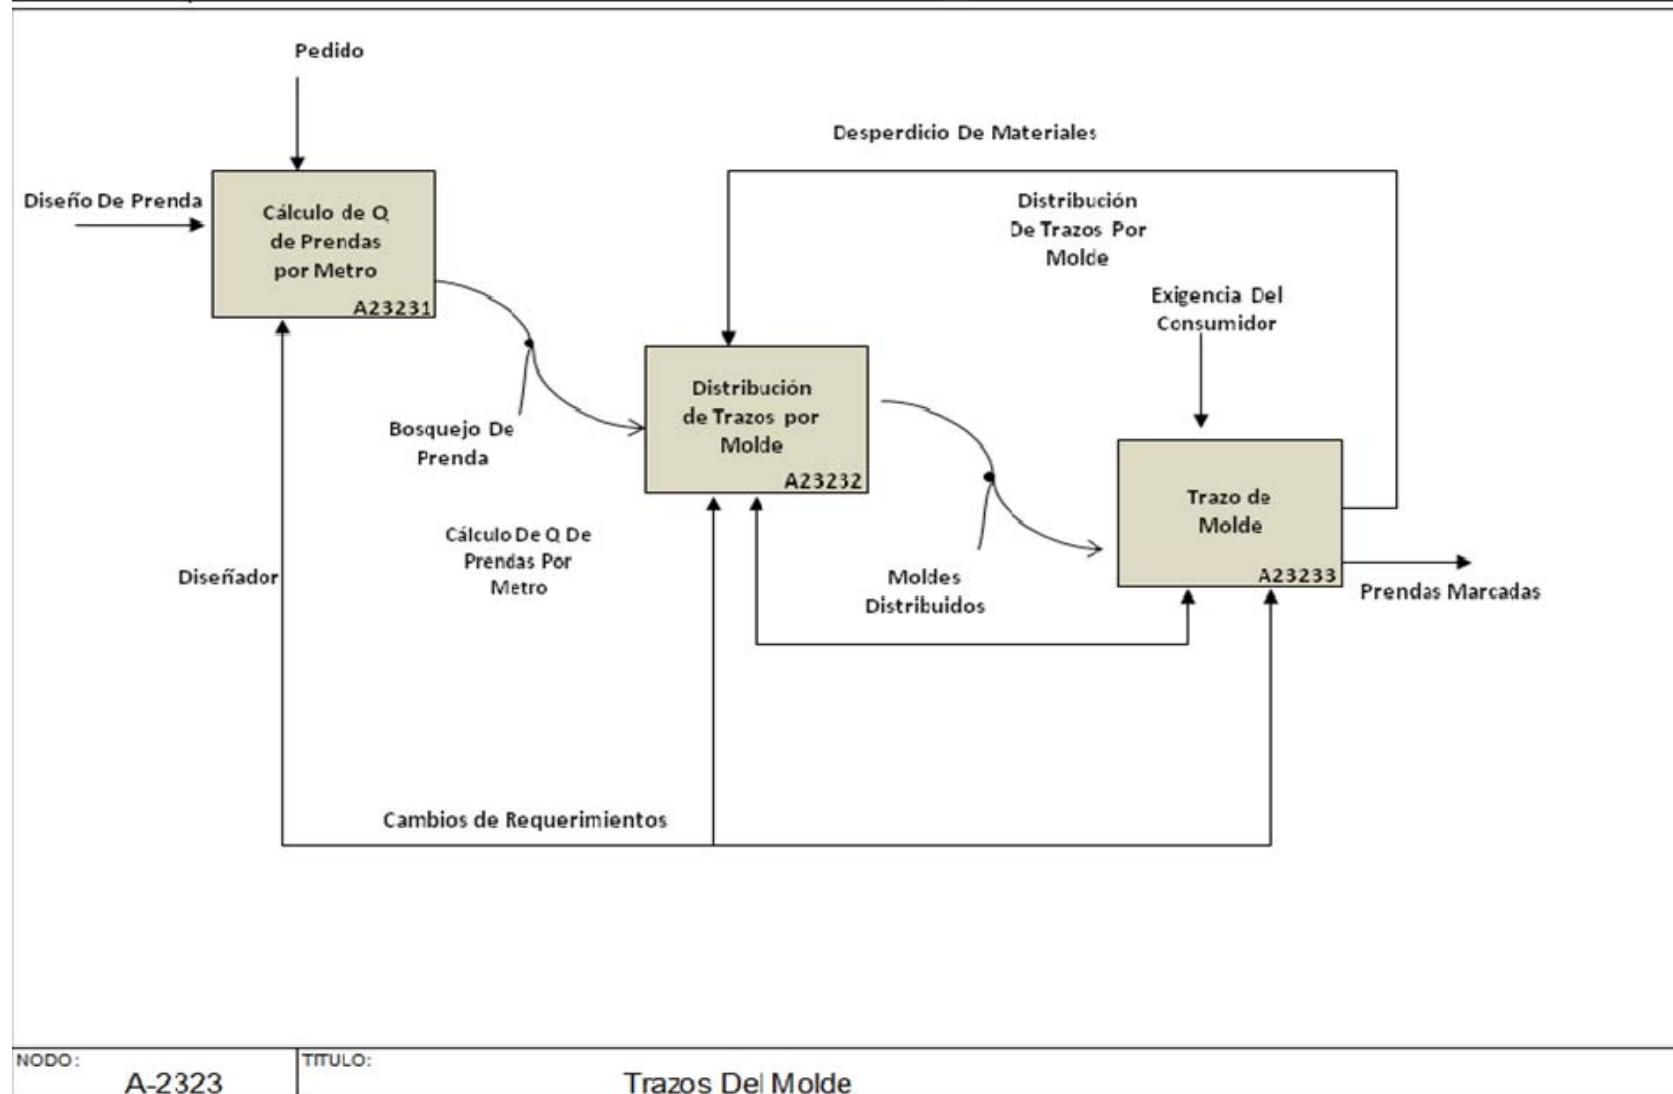 Pedido
Diseño De Prenda
Cálculo de Q
de Prendas
por Metro
A23231
Desperdicio De Materiales
Distribución
De Trazos Por
Molde
Exigencia Del
Consumidor
Bosquejo De
Prenda
Distribución
de Trazos por
Molde
A23232
Cálculo De Q De
Prendas Por
Metro
Diseñador
Moldes
Distribuidos
Trazo de
Molde
A23233
Prendas Marcadas
Cambios de Requerimientos
NODO:
A-2323
TITULO:
Trazos Del Molde